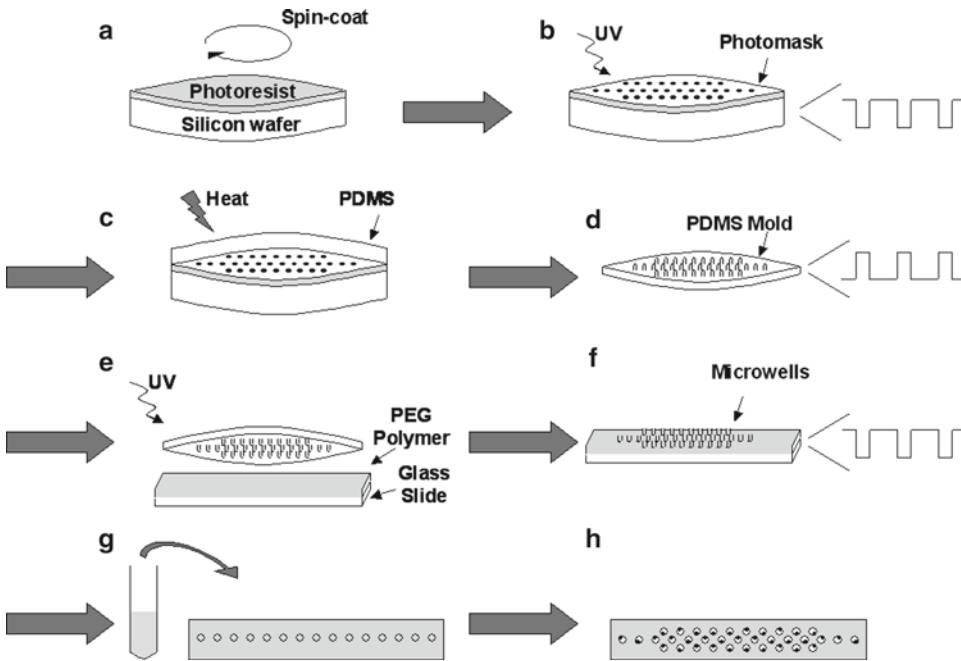 a
Spin-coat
Photoresist
Silicon wafer
b
UV
Photomask
c
Heat
PDMS
d
PDMS Mold
e
UV
PEG
Polymer
Glass
Slide
f
Microwells
g
h